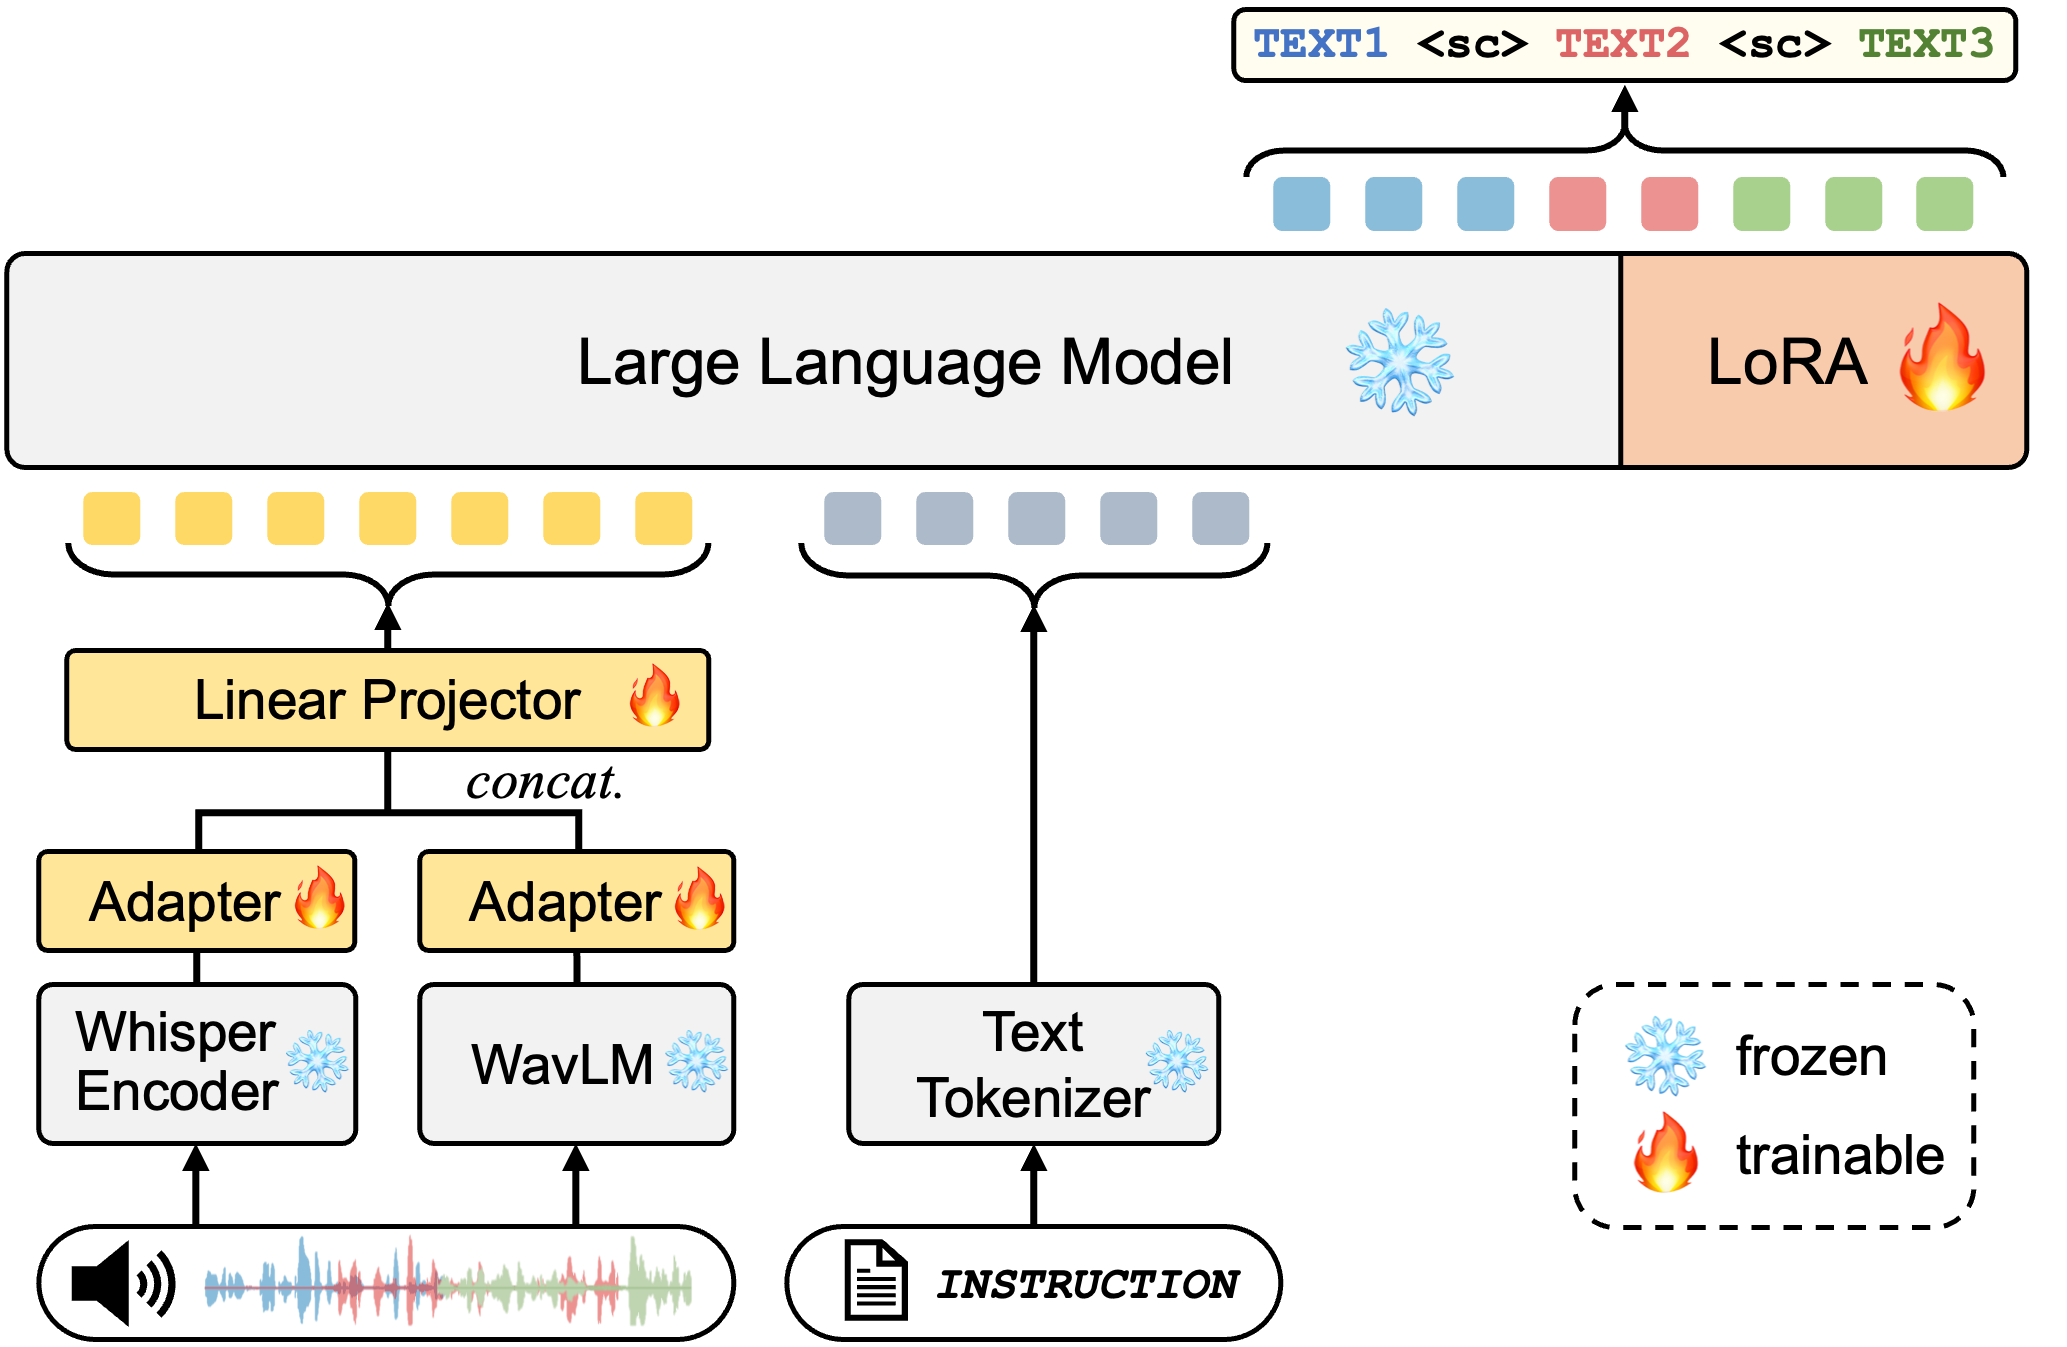 TEXT1 <sc> TEXT2 <sc> TEXT3
Large Language Model
LoRA
Linear Projector
concat.
Adapter
Adapter
Whisper
Encoder
WavLM
Text
Tokenizer
INSTRUCTION
frozen
trainable